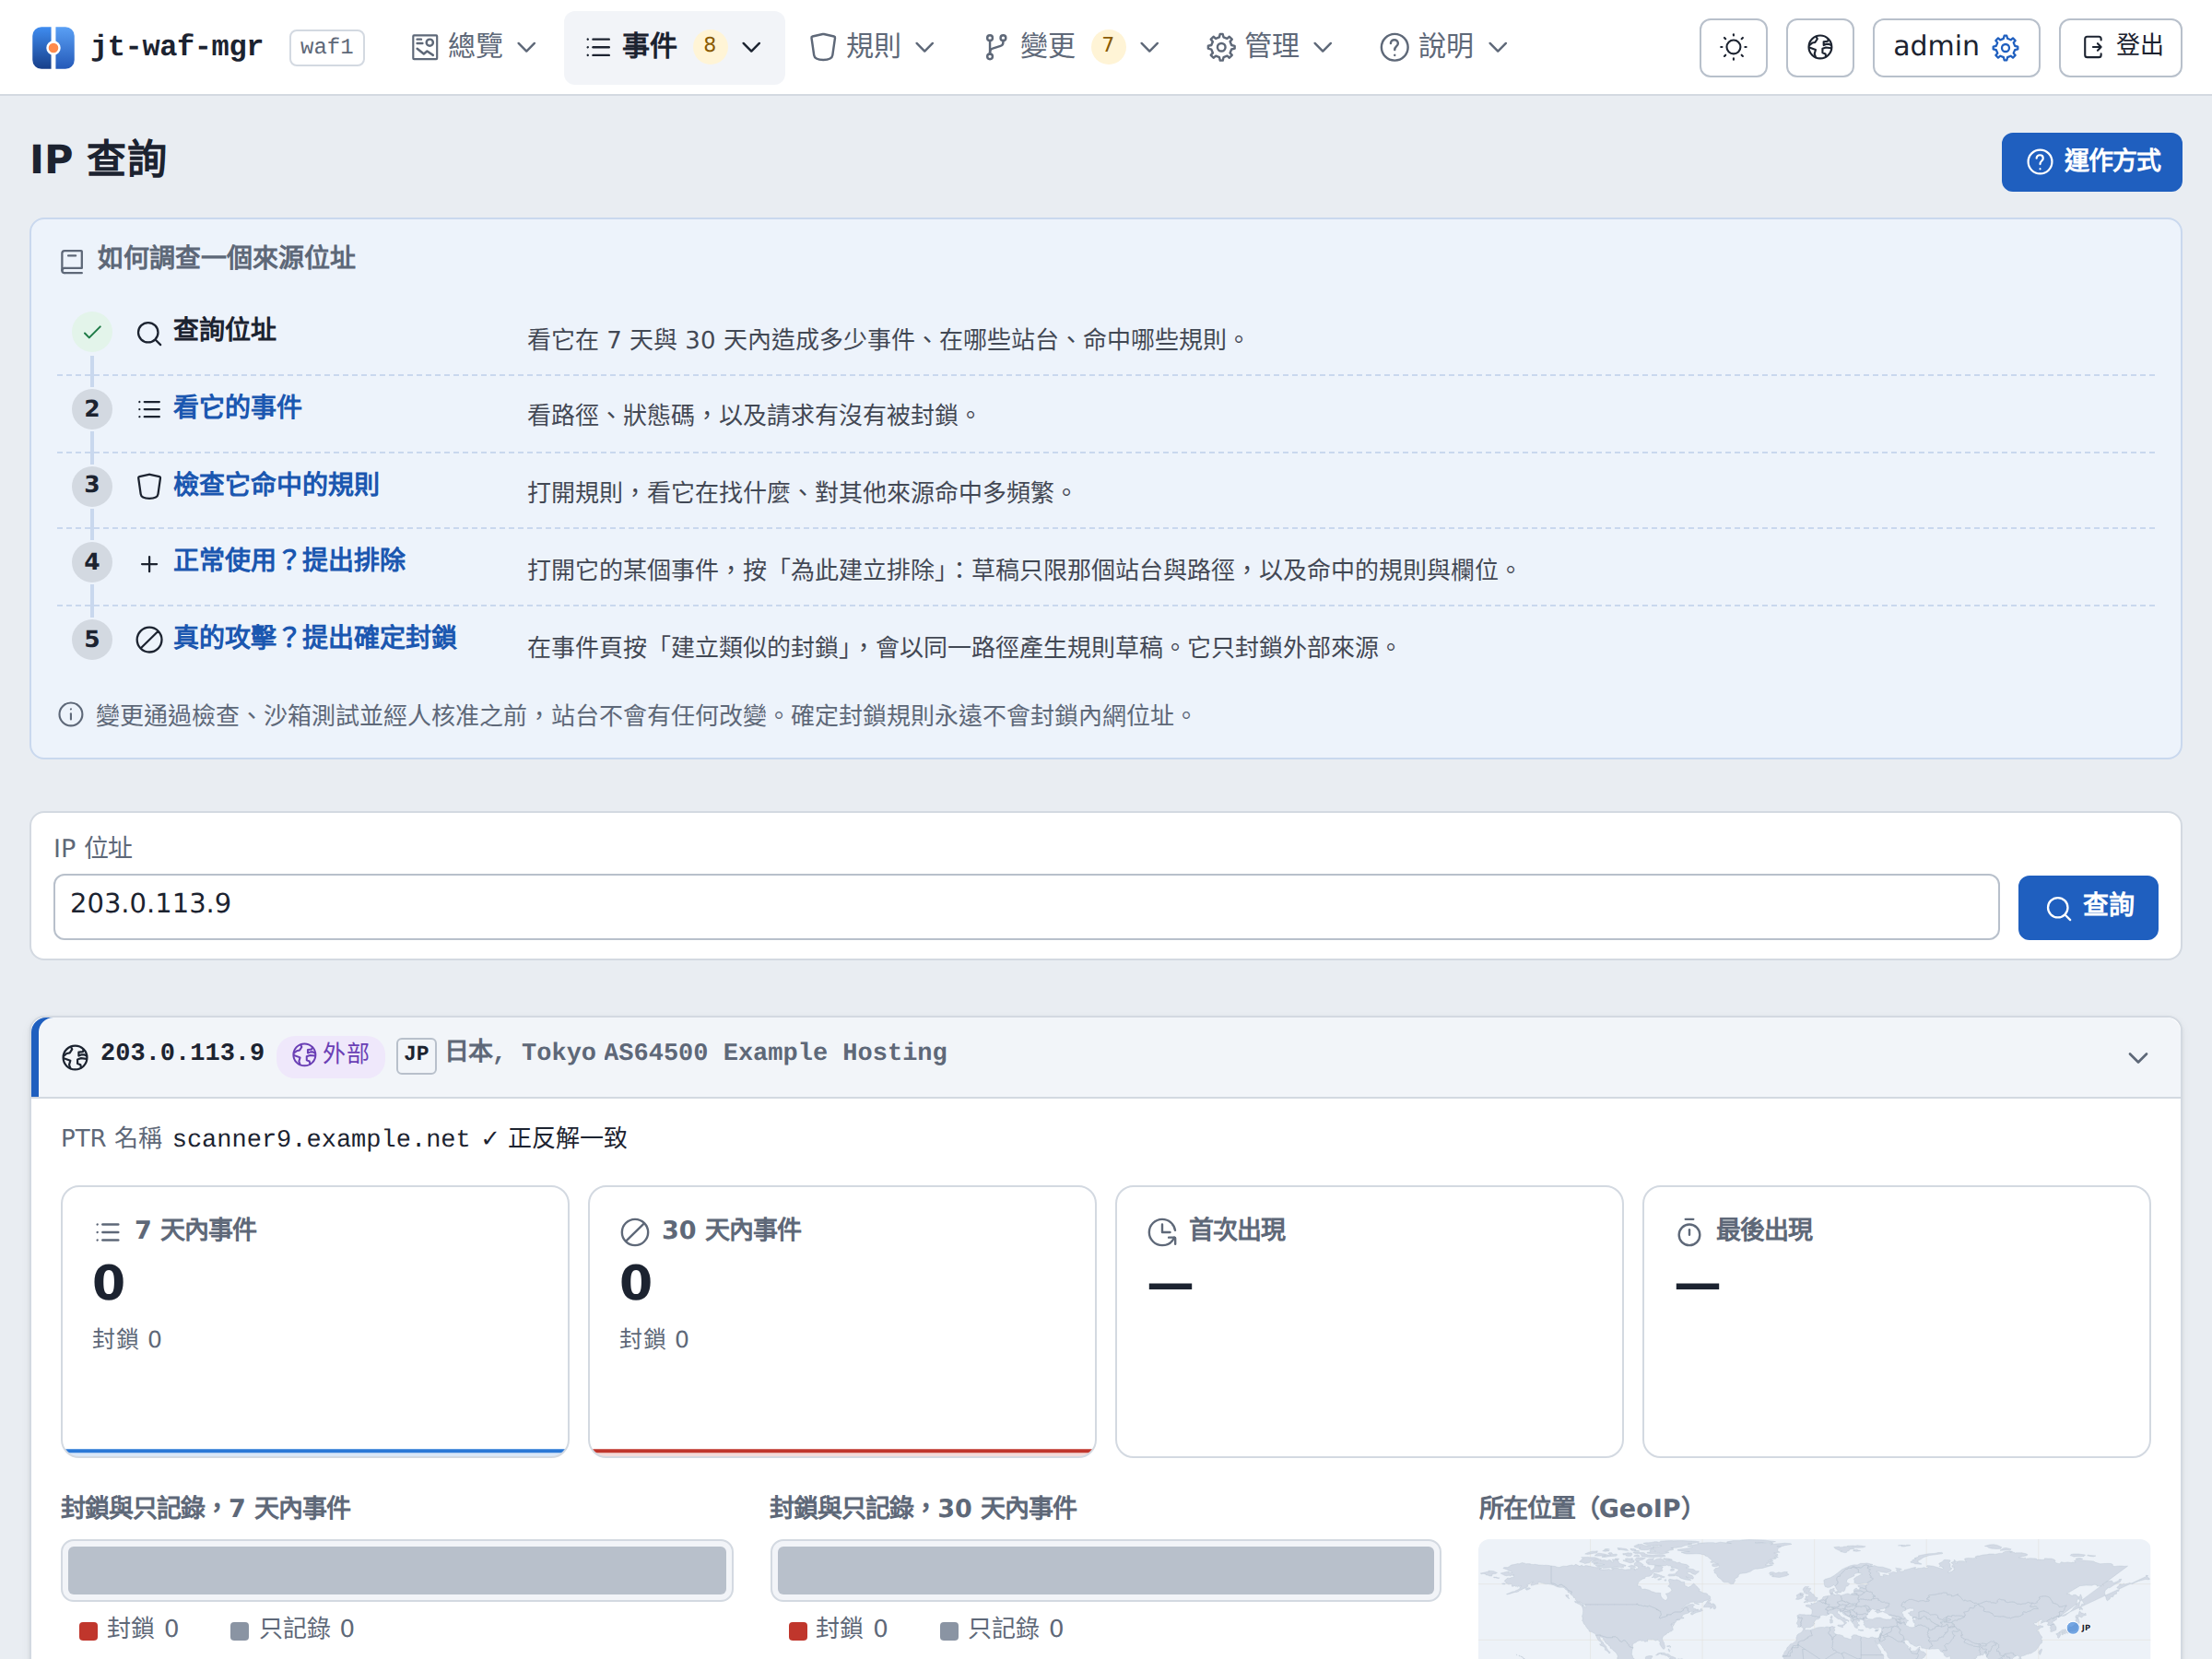 jt-waf-mgr waf1 總覽 事件 8 規則 變更 7 管理 說明 admin 登出
IP 查詢
運作方式
如何調查一個來源位址
查詢位址 看它在 7 天與 30 天內造成多少事件、在哪些站台、命中哪些規則。
2 看它的事件 看路徑、狀態碼，以及請求有沒有被封鎖。
3 檢查它命中的規則 打開規則，看它在找什麼、對其他來源命中多頻繁。
4 正常使用？提出排除 打開它的某個事件，按「為此建立排除」：草稿只限那個站台與路徑，以及命中的規則與欄位。
5 真的攻擊？提出確定封鎖 在事件頁按「建立類似的封鎖」，會以同一路徑產生規則草稿。它只封鎖外部來源。
變更通過檢查、沙箱測試並經人核准之前，站台不會有任何改變。確定封鎖規則永遠不會封鎖內網位址。
IP 位址
203.0.113.9
查詢
203.0.113.9 外部 JP 日本, Tokyo AS64500 Example Hosting
PTR 名稱 scanner9.example.net ✓ 正反解一致
7 天內事件
0
封鎖 0
30 天內事件
0
封鎖 0
首次出現
—
最後出現
—
封鎖與只記錄，7 天內事件
封鎖 0 只記錄 0
封鎖與只記錄，30 天內事件
封鎖 0 只記錄 0
所在位置（GeoIP）
JP